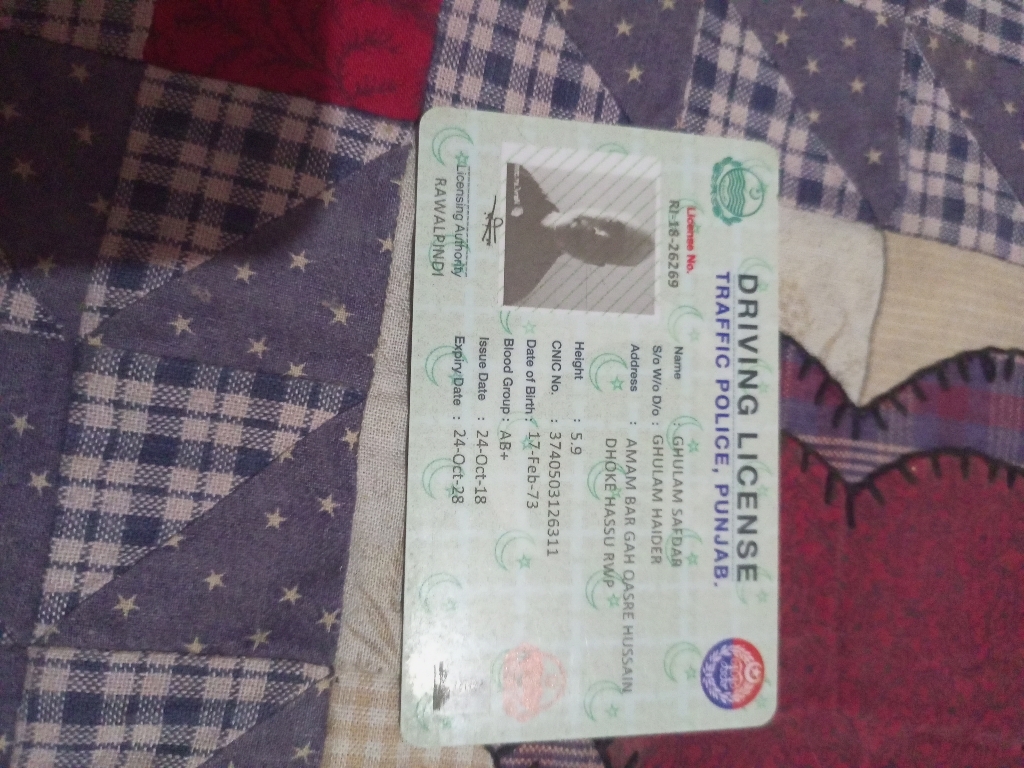 DRIVING LICENSE
TRAFFIC POLICE, PUNJAB.
License No.
RI-18-26269
Name : GHULAM SAFDAR
S/o W/o D/o : GHULAM HAIDER
Address : AMAM BAR GAH QASRE HUSSAIN
DHOKE HASSU RWP
Height : 5.9
CNIC No. : 3740503126311
Date of Birth : 17-Feb-73
Blood Group : AB+
Issue Date : 24-Oct-18
Expiry Date : 24-Oct-28
Licensing Authority
RAWALPINDI